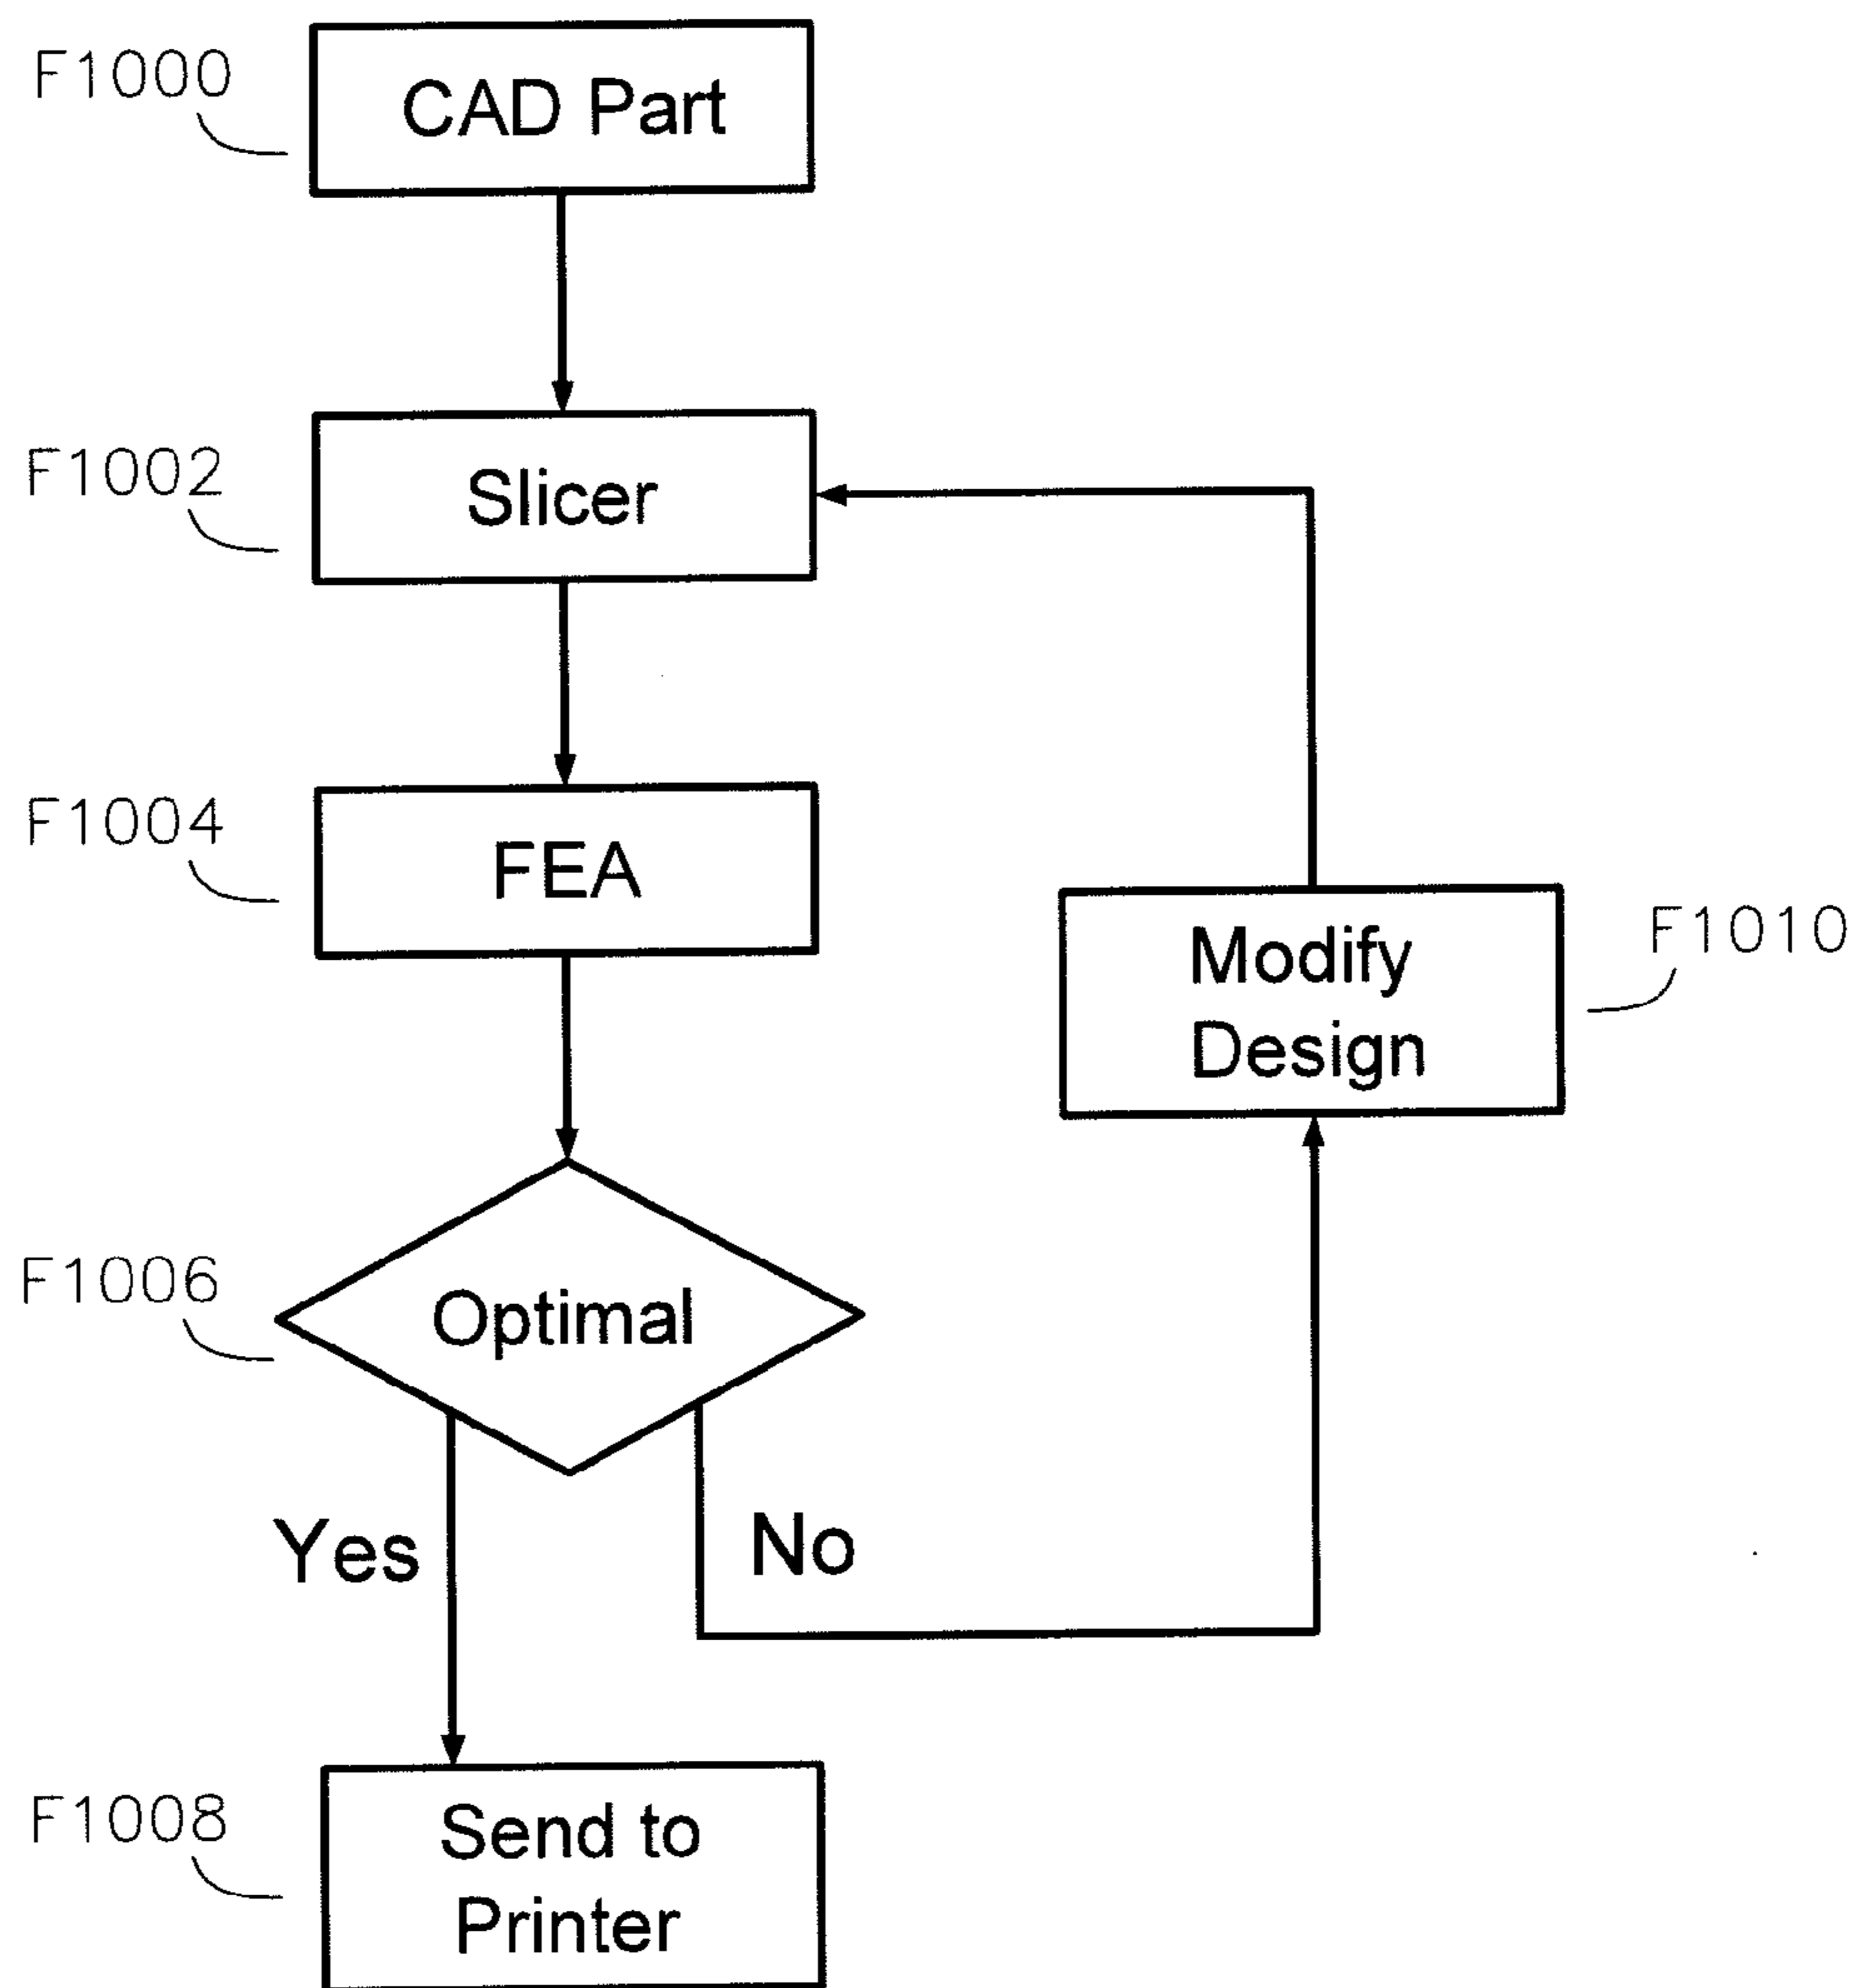 F1000
CAD Part
F1002
Slicer
F1004
FEA
F1010
Modify
Design
F1006
Optimal
Yes
No
F1008
Send to
Printer